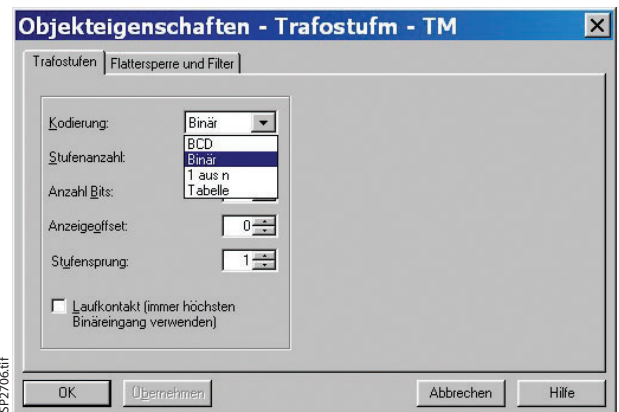 Objekteigenschaften - Trafostufm - TM
Trafostufen
Flattersperre und Filter
Kodierung: Binär
BCD
Binär
1 aus n
Tabelle
Stufenanzahl:
Anzahl Bits:
Anzeigeoffset: 0
Stufensprung: 1
Laufkontakt (immer höchsten
Binäreingang verwenden)
OK
Übernehmen
Abbrechen
Hilfe
SP2706.tif